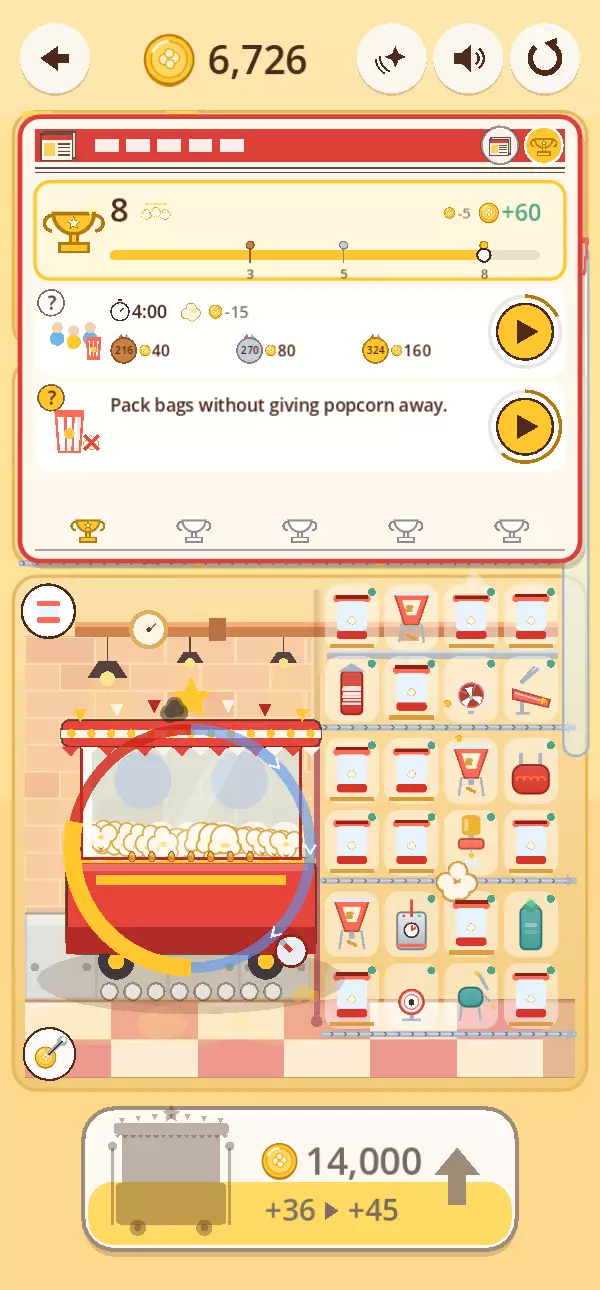 6,726
8 -5 +60
3 5 8
? 4:00 -15
216 40 270 80 324 160
? Pack bags without giving popcorn away.
14,000
+36 +45